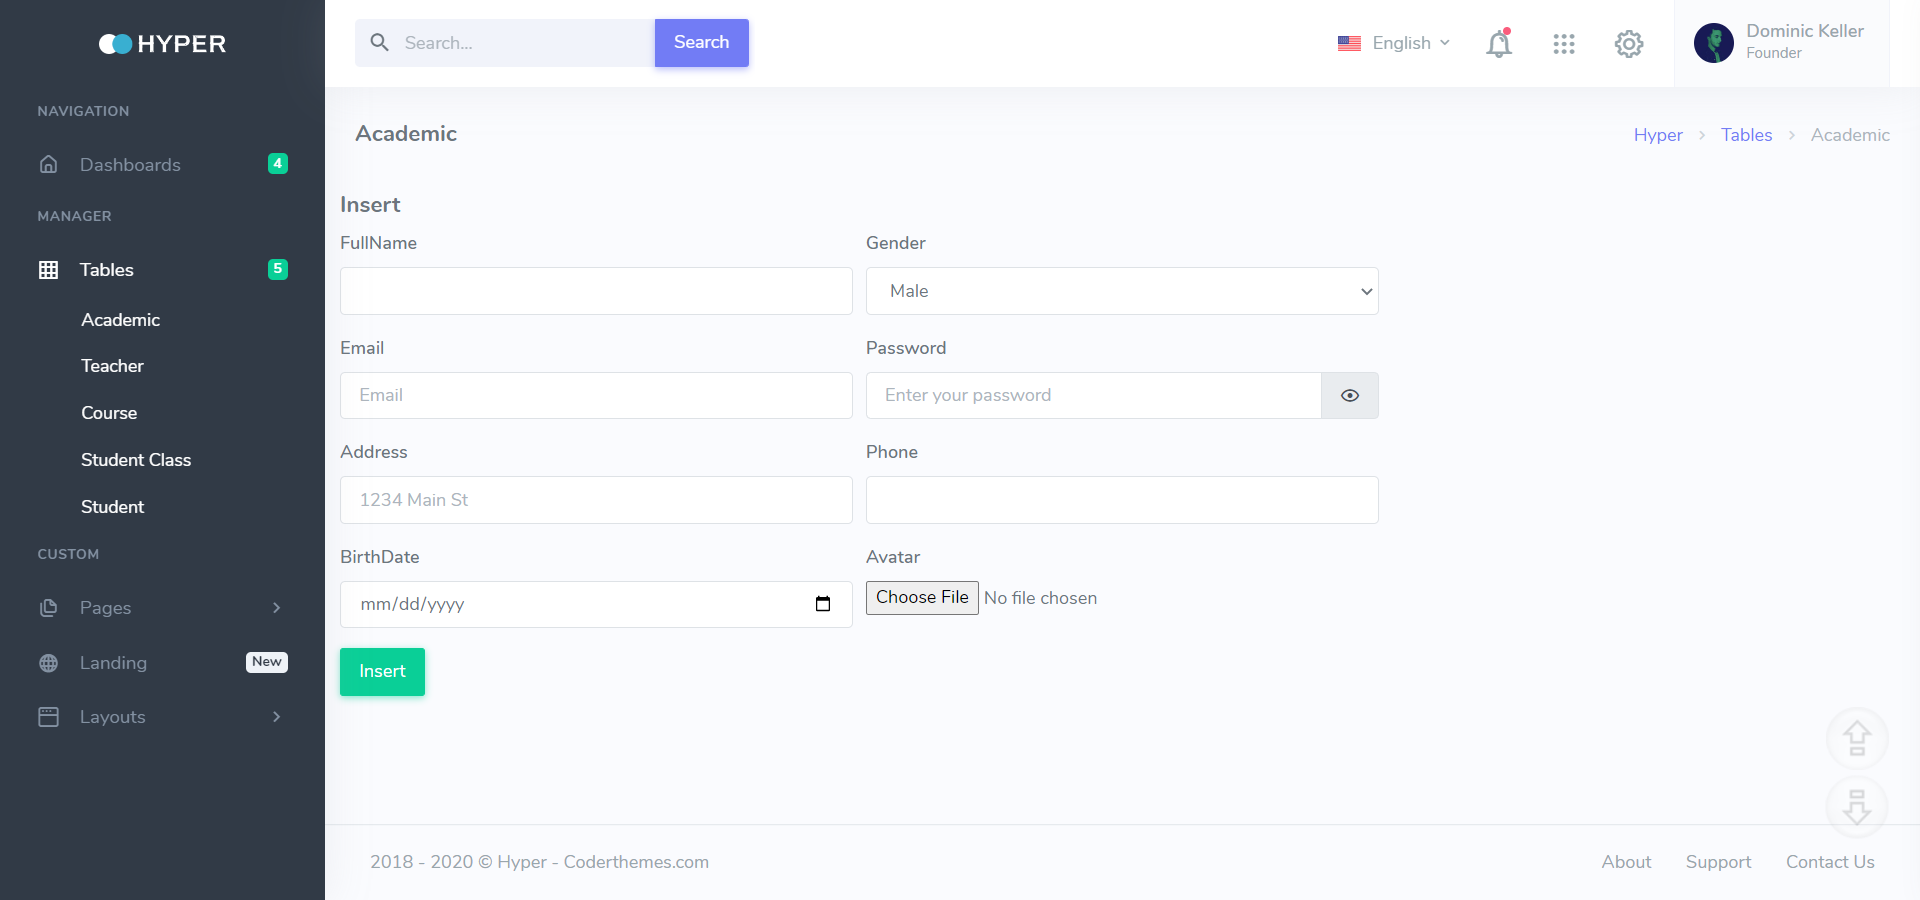 HYPER
Search...
Search
English
Dominic Keller
Founder
NAVIGATION
Dashboards 4
MANAGER
Tables 5
Academic
Teacher
Course
Student Class
Student
CUSTOM
Pages
Landing New
Layouts
Academic
Hyper > Tables > Academic
Insert
FullName
Gender
Male
Email
Password
Email
Enter your password
Address
Phone
1234 Main St
BirthDate
Avatar
mm/dd/yyyy
Choose File No file chosen
Insert
2018 - 2020 © Hyper - Coderthemes.com
About Support Contact Us